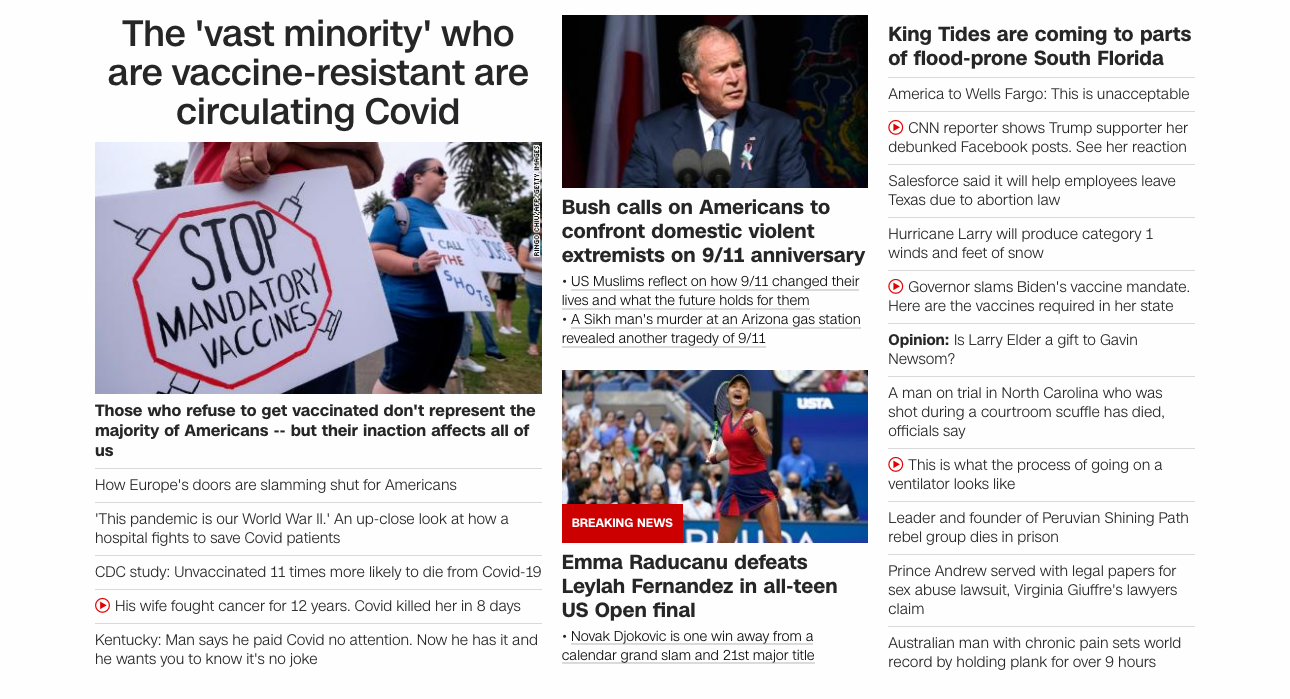 The 'vast minority' who
are vaccine-resistant are
circulating Covid
RINGO CHIU/AFP/GETTY IMAGES
STOP
MANDATORY
VACCINES
I CALL
THE
SHOTS
Those who refuse to get vaccinated don't represent the
majority of Americans -- but their inaction affects all of
us
How Europe's doors are slamming shut for Americans
'This pandemic is our World War II.' An up-close look at how a
hospital fights to save Covid patients
CDC study: Unvaccinated 11 times more likely to die from Covid-19
His wife fought cancer for 12 years. Covid killed her in 8 days
Kentucky: Man says he paid Covid no attention. Now he has it and
he wants you to know it's no joke
Bush calls on Americans to
confront domestic violent
extremists on 9/11 anniversary
• US Muslims reflect on how 9/11 changed their
lives and what the future holds for them
• A Sikh man's murder at an Arizona gas station
revealed another tragedy of 9/11
USTA
BREAKING NEWS
Emma Raducanu defeats
Leylah Fernandez in all-teen
US Open final
• Novak Djokovic is one win away from a
calendar grand slam and 21st major title
King Tides are coming to parts
of flood-prone South Florida
America to Wells Fargo: This is unacceptable
CNN reporter shows Trump supporter her
debunked Facebook posts. See her reaction
Salesforce said it will help employees leave
Texas due to abortion law
Hurricane Larry will produce category 1
winds and feet of snow
Governor slams Biden's vaccine mandate.
Here are the vaccines required in her state
Opinion: Is Larry Elder a gift to Gavin
Newsom?
A man on trial in North Carolina who was
shot during a courtroom scuffle has died,
officials say
This is what the process of going on a
ventilator looks like
Leader and founder of Peruvian Shining Path
rebel group dies in prison
Prince Andrew served with legal papers for
sex abuse lawsuit, Virginia Giuffre's lawyers
claim
Australian man with chronic pain sets world
record by holding plank for over 9 hours